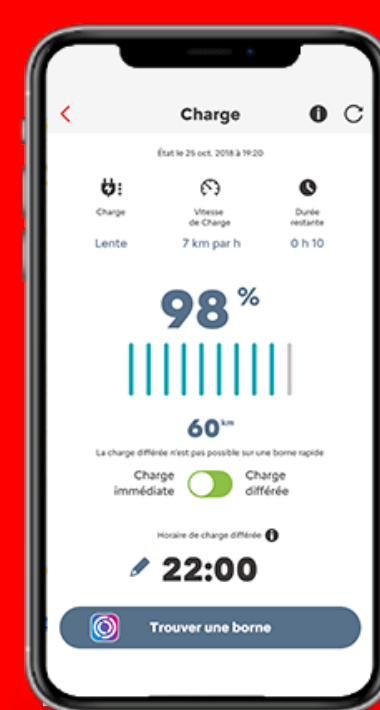 Charge
État le 25 oct. 2018 à 19:20
Charge
Vitesse
de Charge
Durée
restante
Lente
7 km par h
0 h 10
98 %
60 km
La charge différée n'est pas possible sur une borne rapide
Charge
immédiate
Charge
différée
Horaire de charge différée
22:00
Trouver une borne